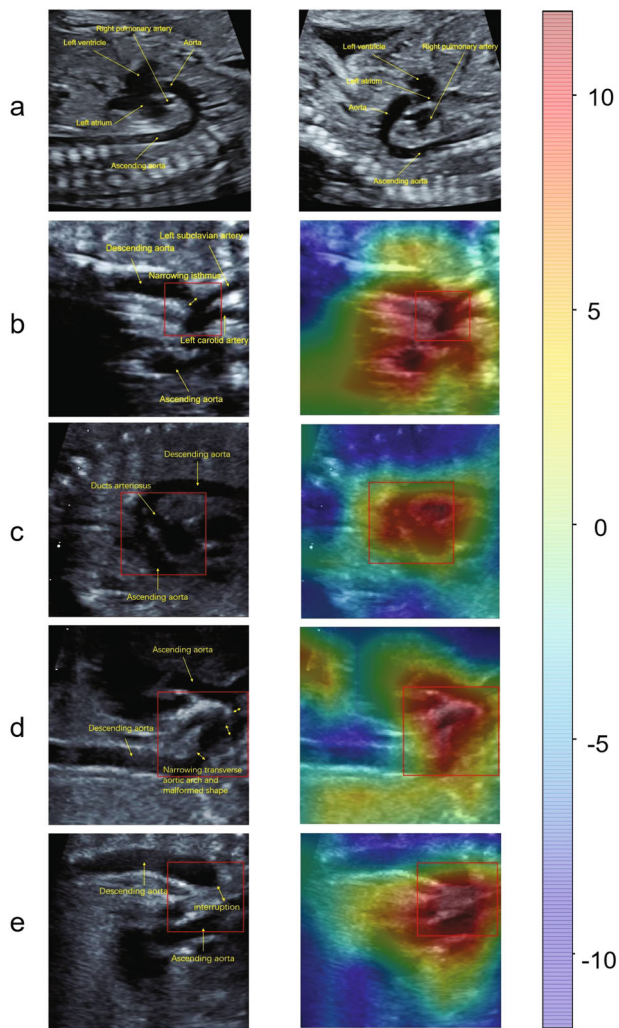 a
Right pulmonary artery
Left ventricle
Aorta
Left atrium
Ascending aorta
Left ventricle
Right pulmonary artery
Left atrium
Aorta
Ascending aorta
b
Left subclavian artery
Descending aorta
Narrowing isthmus
Left carotid artery
Ascending aorta
c
Descending aorta
Ducts arteriosus
Ascending aorta
d
Ascending aorta
Descending aorta
Narrowing transverse
aortic arch and
malformed shape
e
Descending aorta
interruption
Ascending aorta
10
5
0
-5
-10